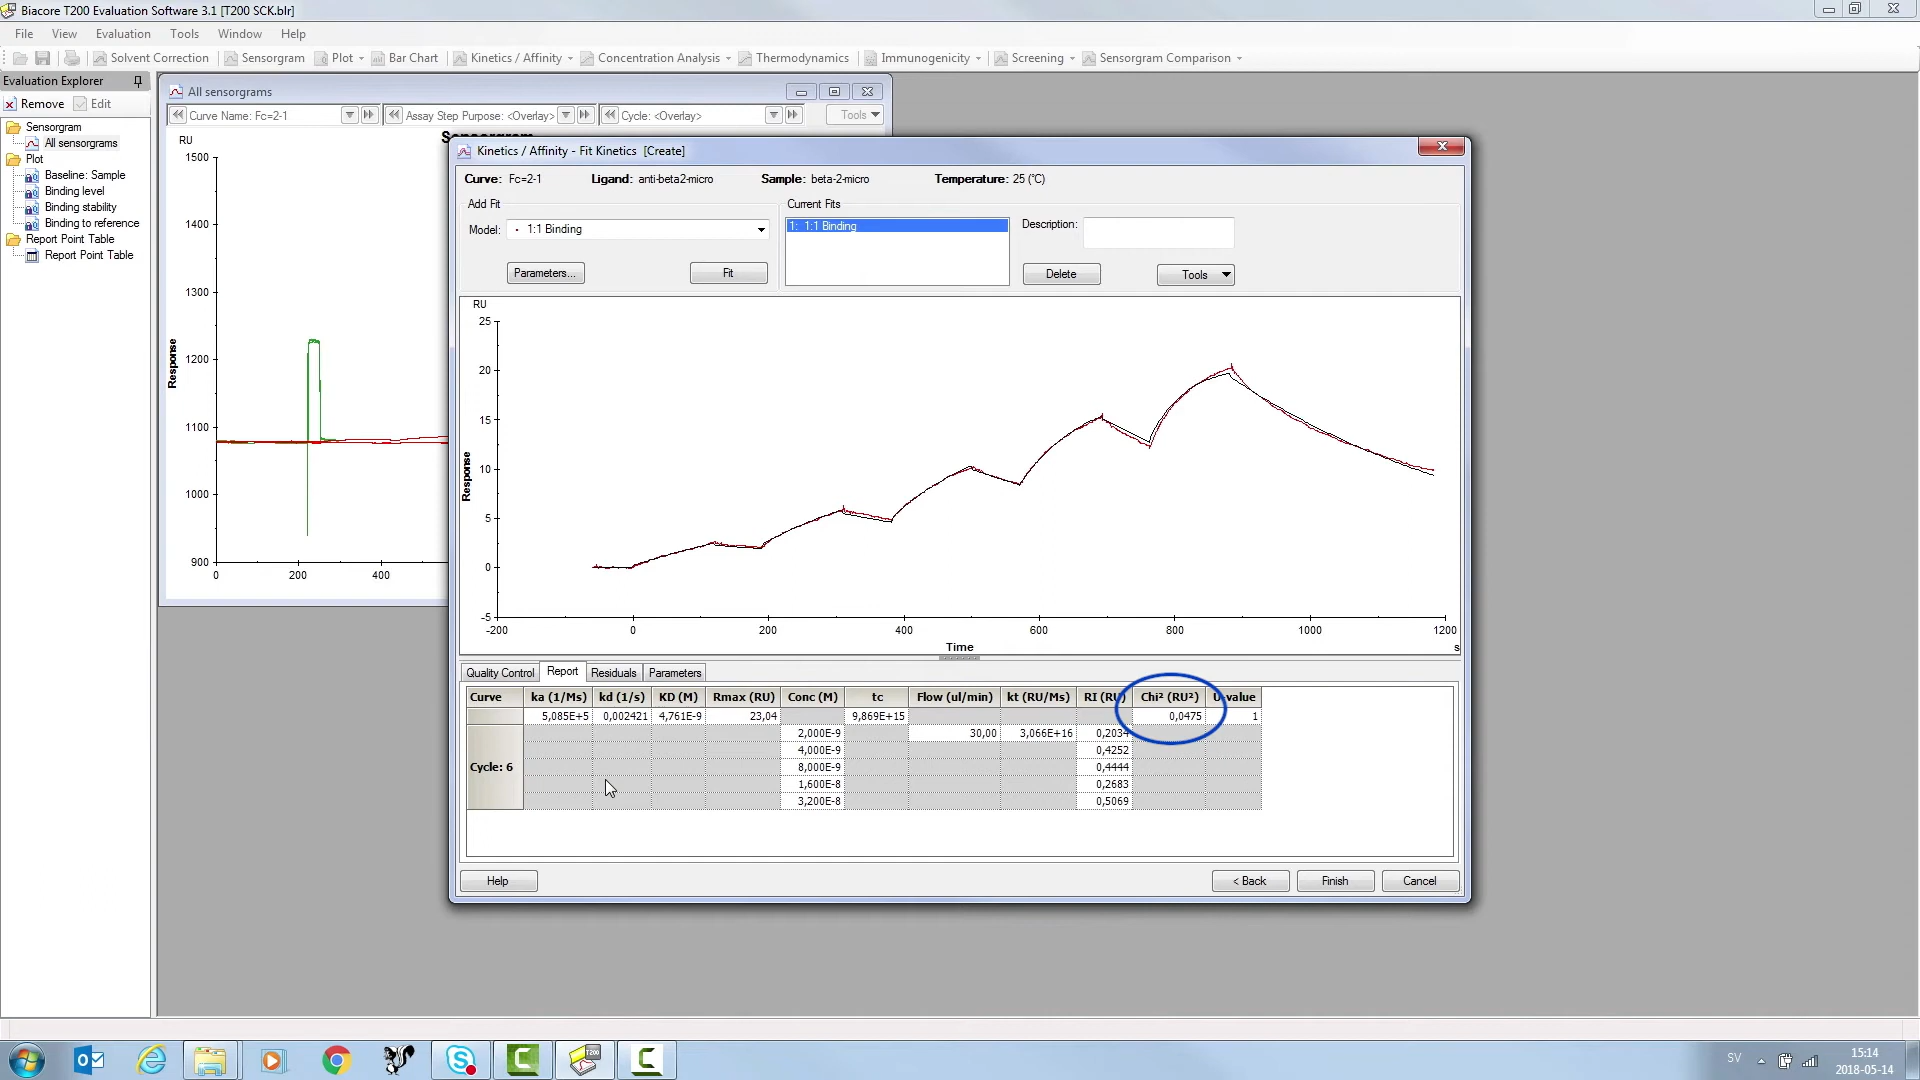 Biacore T200 Evaluation Software 3.1 [T200 SCK.blr]
File View Evaluation Tools Window Help
Solvent Correction Sensorgram Plot Bar Chart Kinetics / Affinity Concentration Analysis Thermodynamics Immunogenicity Screening Sensorgram Comparison
Evaluation Explorer
Remove Edit
Sensorgram
All sensorgrams
Plot
Baseline: Sample
Binding level
Binding stability
Binding to reference
Report Point Table
Report Point Table
All sensorgrams
Curve Name: Fc=2-1 Assay Step Purpose: <Overlay> Cycle: <Overlay> Tools
RU
1500
1400
1300
1200
1100
1000
900
Response
0 200 400
Kinetics / Affinity - Fit Kinetics [Create]
Curve: Fc=2-1 Ligand: anti-beta2-micro Sample: beta-2-micro Temperature: 25 (°C)
Add Fit Current Fits
Model: 1:1 Binding 1: 1:1 Binding Description:
Parameters... Fit Delete Tools
RU
25
20
15
10
5
0
-5
Response
-200 0 200 400 600 800 1000 1200
Time s
Quality Control Report Residuals Parameters
Curve ka (1/Ms) kd (1/s) KD (M) Rmax (RU) Conc (M) tc Flow (ul/min) kt (RU/Ms) RI (RU) Chi² (RU²) U-value
5,085E+5 0,002421 4,761E-9 23,04 9,869E+15 0,0475 1
2,000E-9 30,00 3,066E+16 0,2034
4,000E-9 0,4252
Cycle: 6 8,000E-9 0,4444
1,600E-8 0,2683
3,200E-8 0,5069
Help < Back Finish Cancel
T200
SV
15:14
2018-05-14